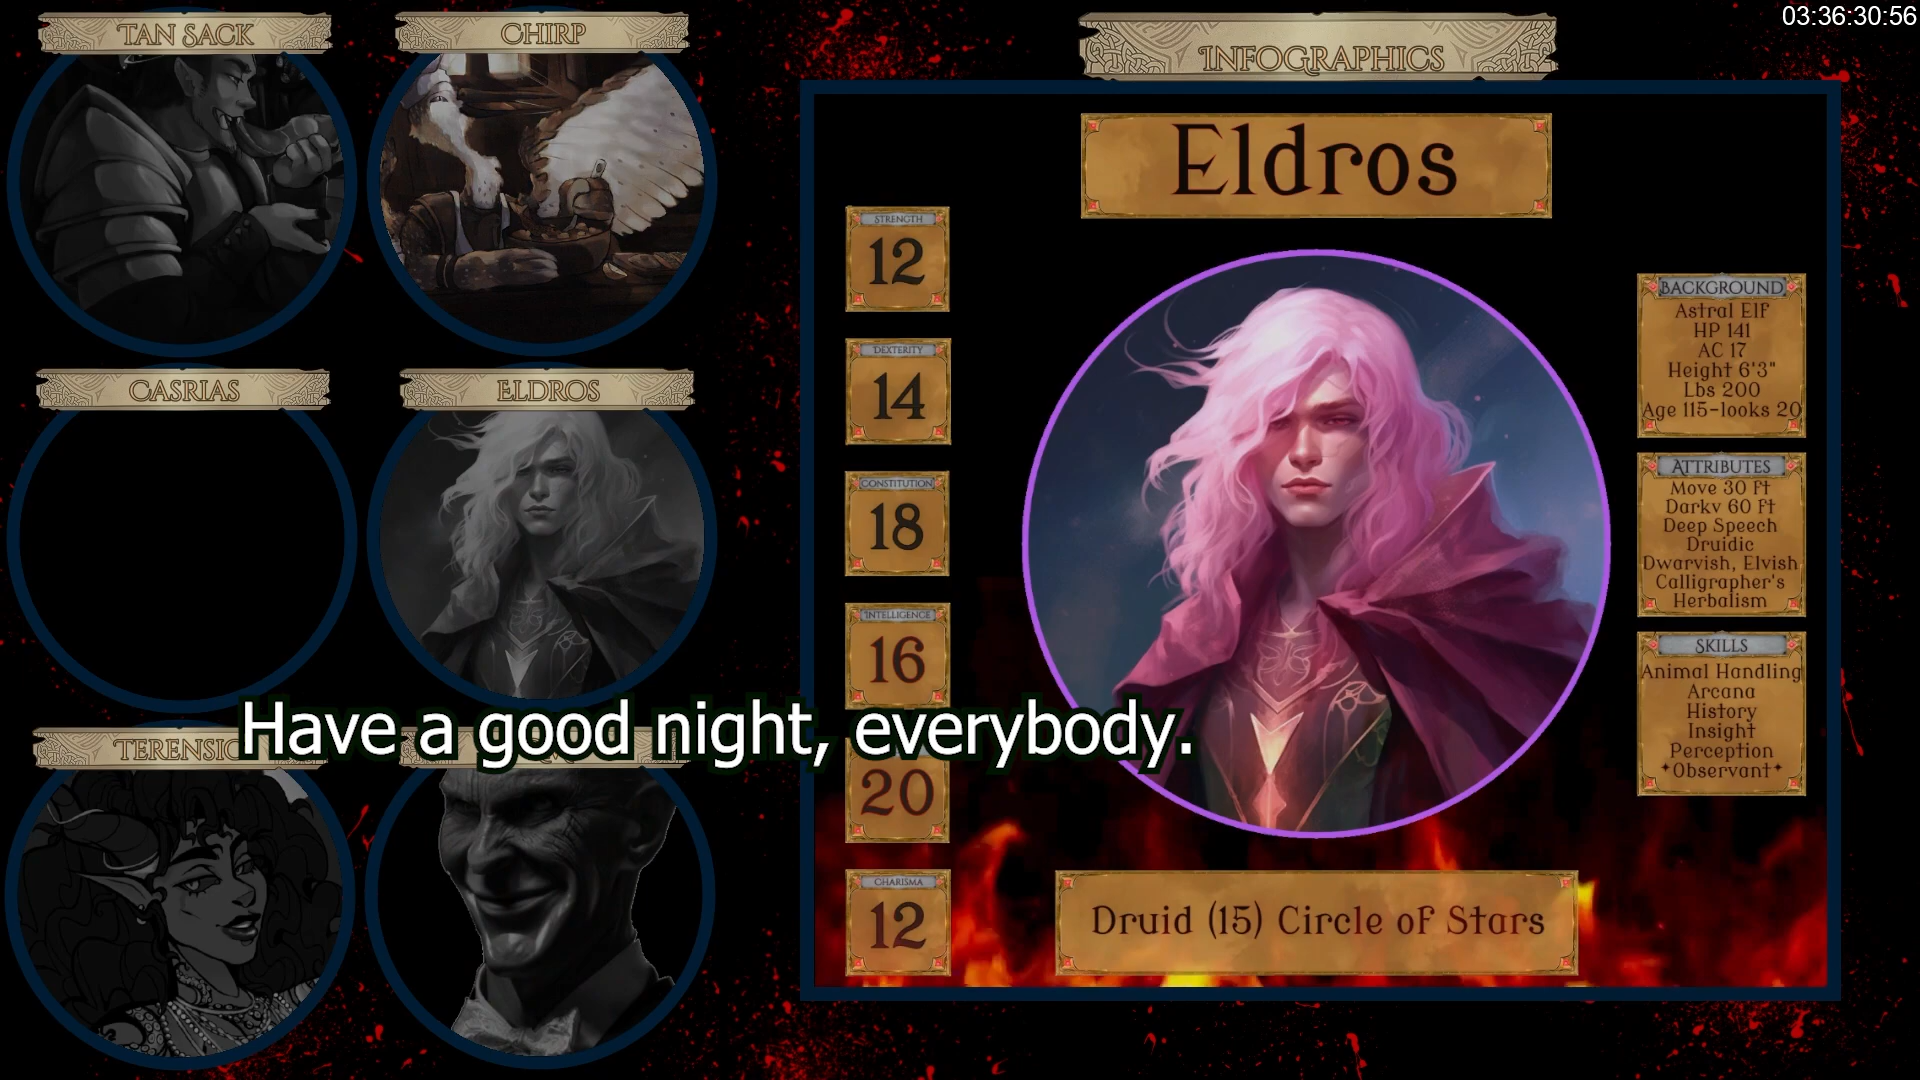 03:36:30:56
TAN SACK
CHIRP
INFOGRAPHICS
Eldros
STRENGTH
12
DEXTERITY
14
CONSTITUTION
18
INTELLIGENCE
16
20
CHARISMA
12
BACKGROUND
Astral Elf
HP 141
AC 17
Height 6'3"
Lbs 200
Age 115-looks 20
ATTRIBUTES
Move 30 ft
Darkv 60 ft
Deep Speech
Druidic
Dwarvish, Elvish
Calligrapher's
Herbalism
SKILLS
Animal Handling
Arcana
History
Insight
Perception
*Observant*
Druid (15) Circle of Stars
CASRIAS
ELDROS
Have a good night, everybody.